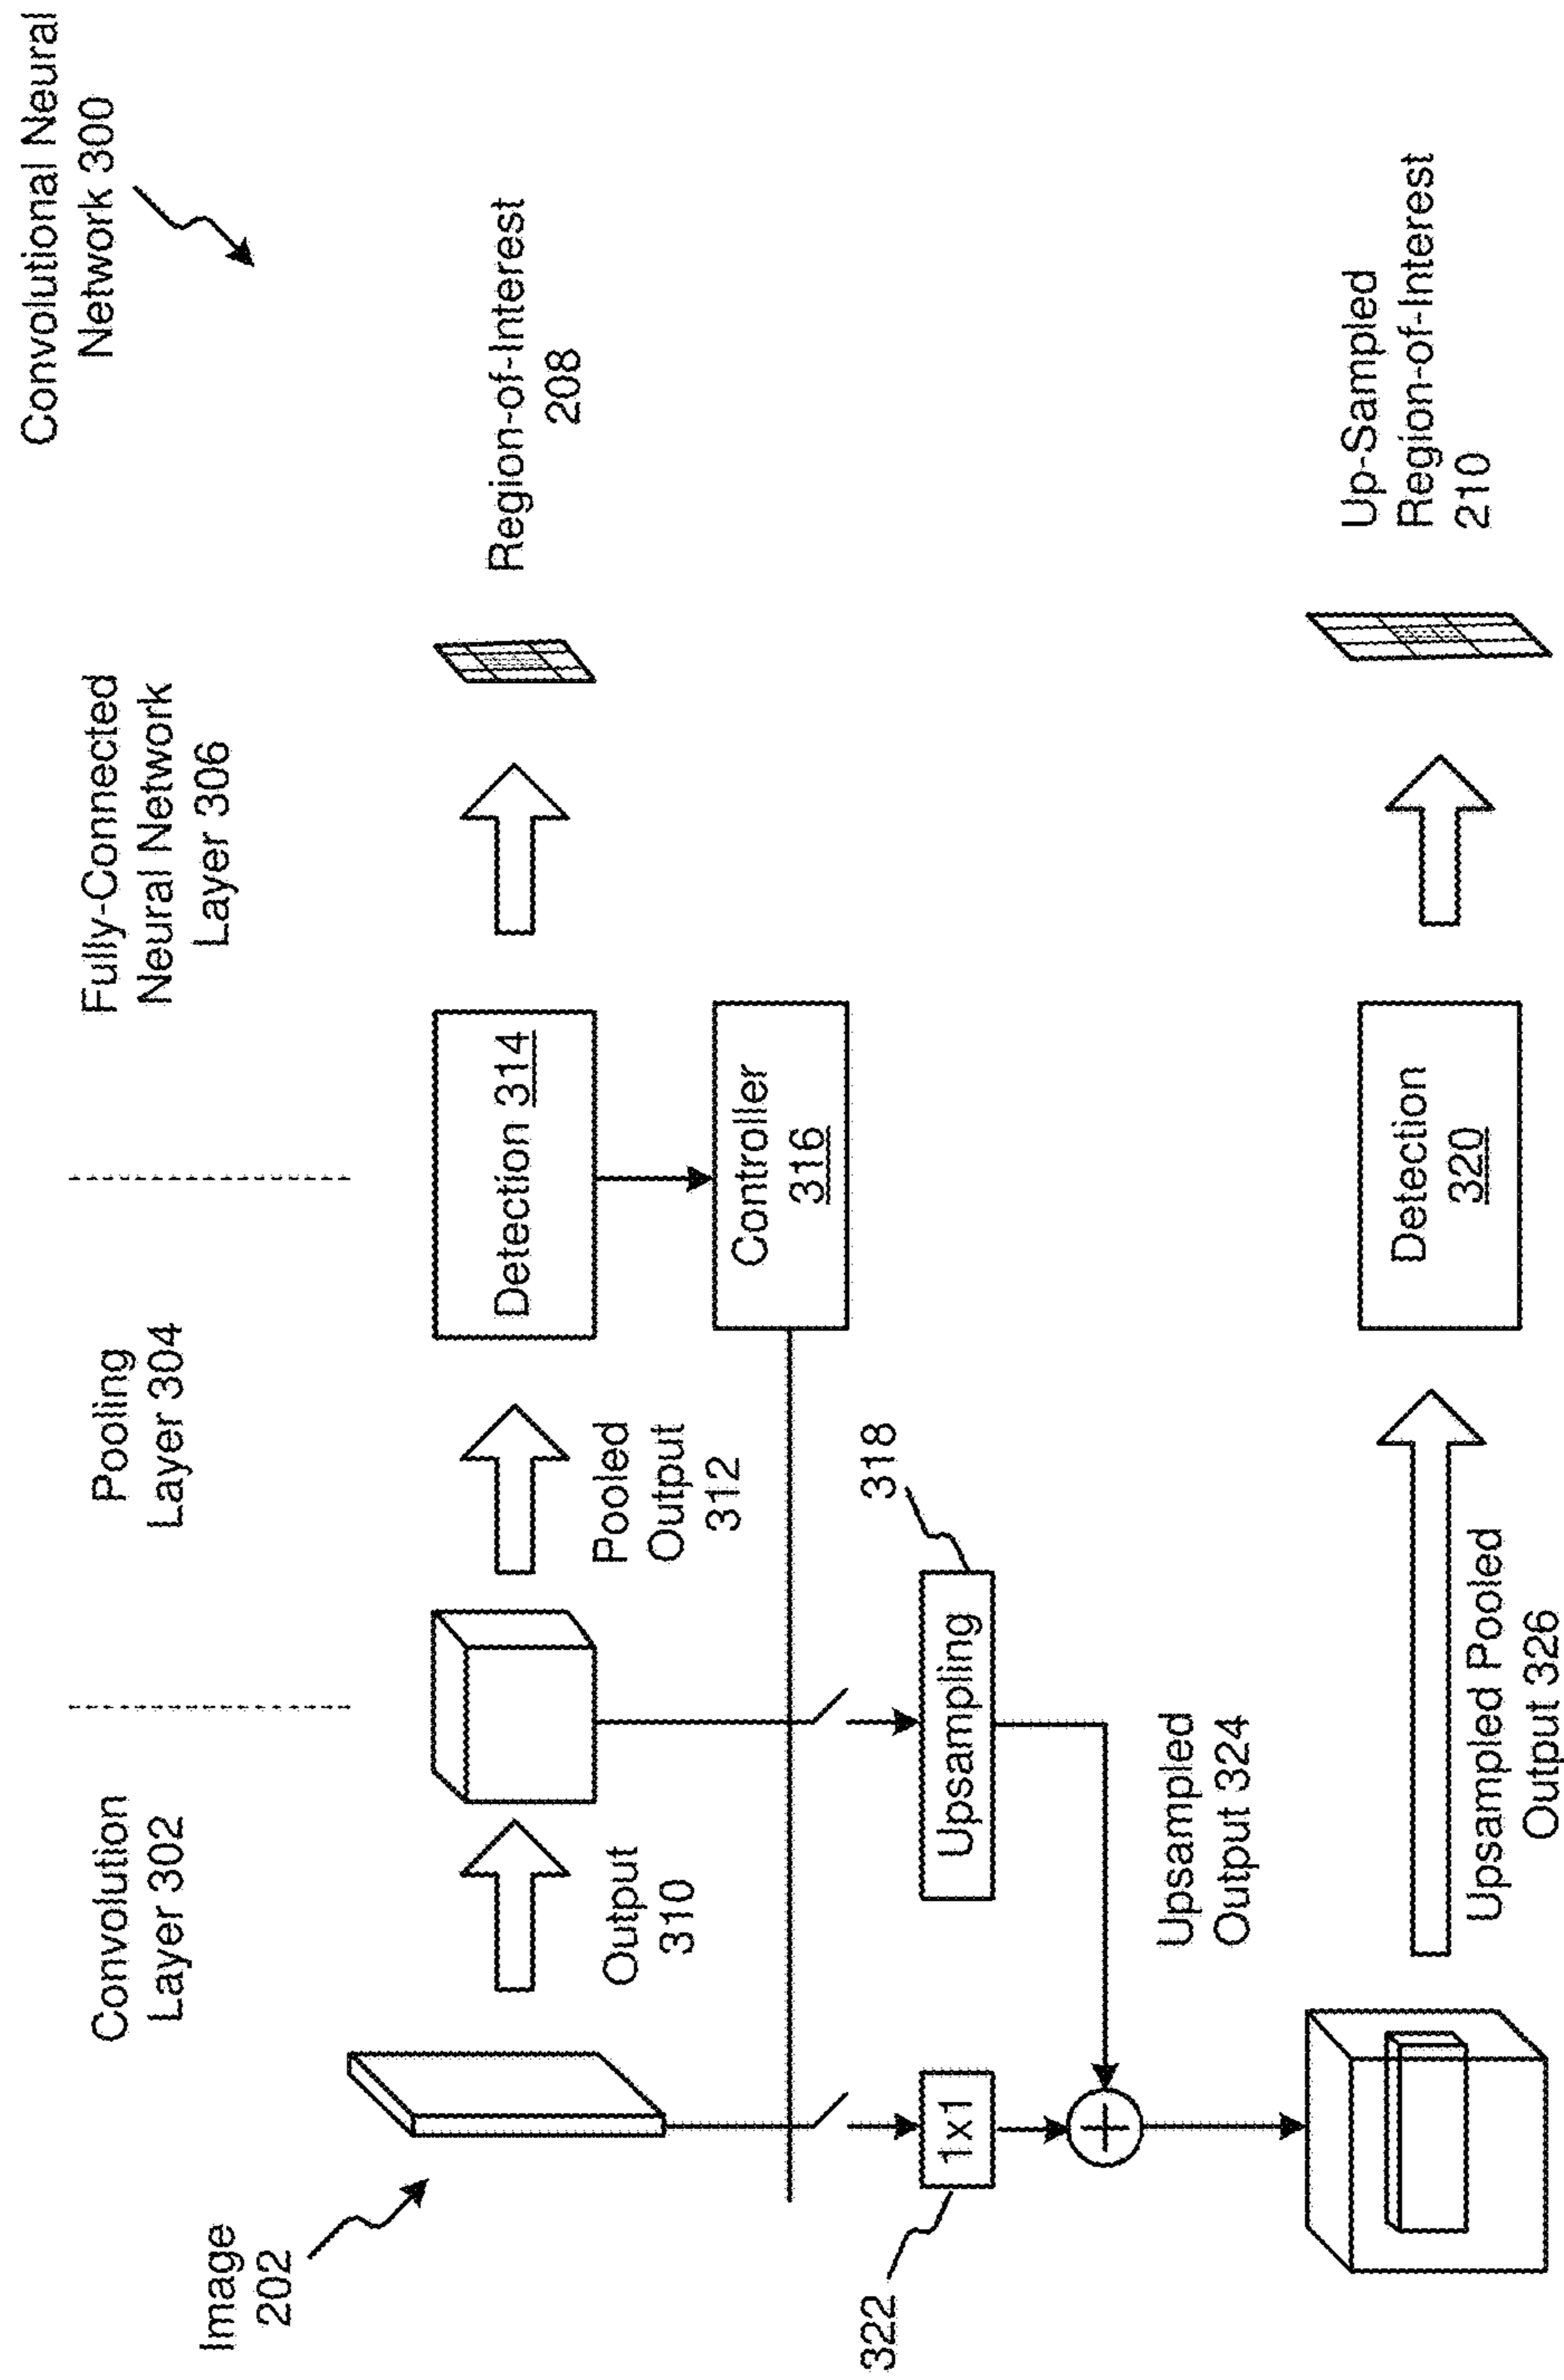 Convolutional Neural
Network 300
Convolution
Layer 302
Pooling
Layer 304
Fully-Connected
Neural Network
Layer 306
Image
202
Output
310
Pooled
Output
312
Detection 314
Region-of-Interest
208
Controller
316
322
1x1
Upsampling
318
Upsampled
Output 324
Upsampled Pooled
Output 326
Detection
320
Up-Sampled
Region-of-Interest
210